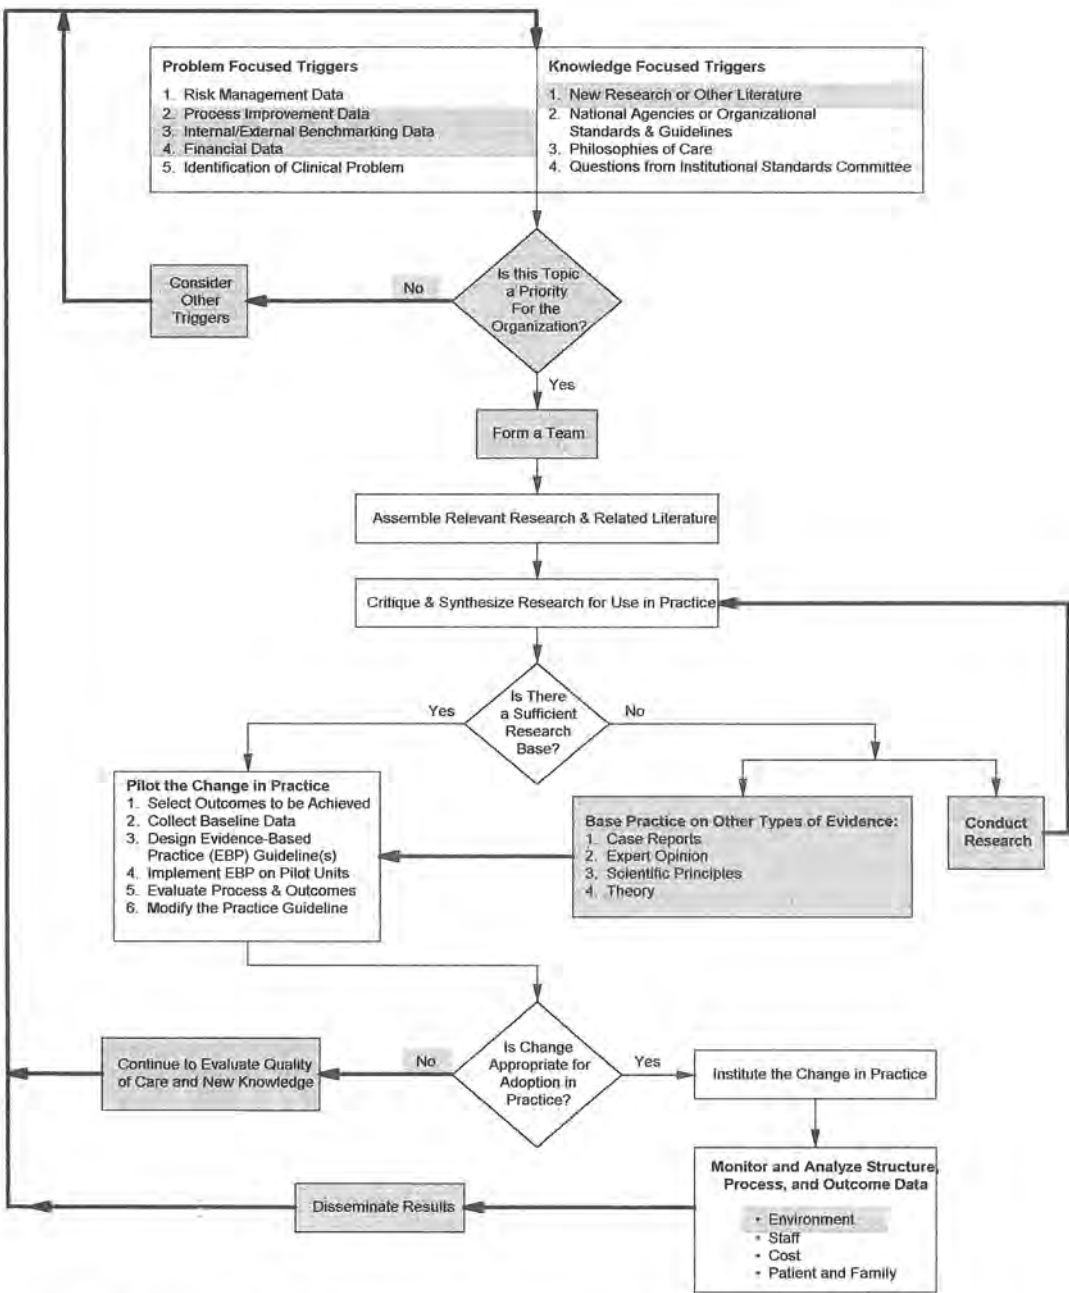 Problem Focused Triggers
1. Risk Management Data
2. Process Improvement Data
3. Internal/External Benchmarking Data
4. Financial Data
5. Identification of Clinical Problem
Knowledge Focused Triggers
1. New Research or Other Literature
2. National Agencies or Organizational
Standards & Guidelines
3. Philosophies of Care
4. Questions from Institutional Standards Committee
Consider
Other
Triggers
No
Is this Topic
a Priority
For the
Organization?
Yes
Form a Team
Assemble Relevant Research & Related Literature
Critique & Synthesize Research for Use in Practice
Yes
Is There
a Sufficient
Research
Base?
No
Pilot the Change in Practice
1. Select Outcomes to be Achieved
2. Collect Baseline Data
3. Design Evidence-Based
Practice (EBP) Guideline(s)
4. Implement EBP on Pilot Units
5. Evaluate Process & Outcomes
6. Modify the Practice Guideline
Base Practice on Other Types of Evidence:
1. Case Reports
2. Expert Opinion
3. Scientific Principles
4. Theory
Conduct
Research
Continue to Evaluate Quality
of Care and New Knowledge
No
Is Change
Appropriate for
Adoption in
Practice?
Yes
Institute the Change in Practice
Monitor and Analyze Structure,
Process, and Outcome Data
• Environment
• Staff
• Cost
• Patient and Family
Disseminate Results